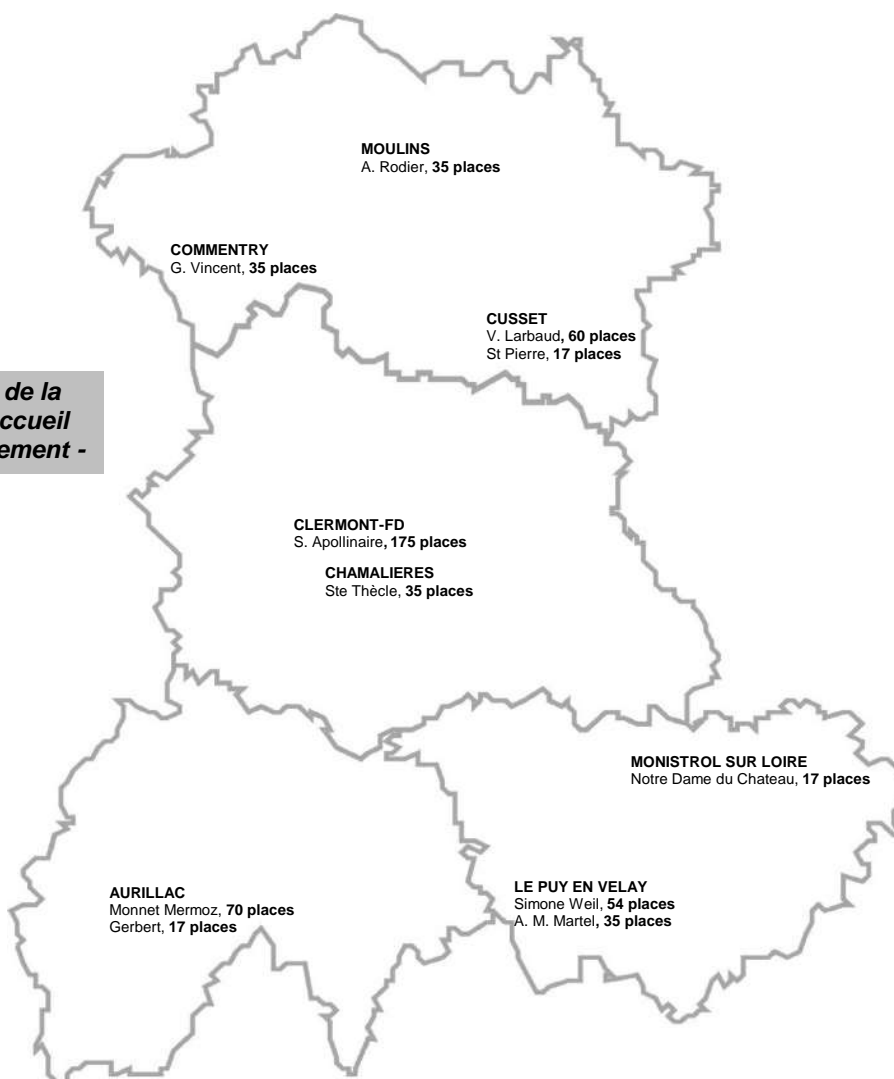 MOULINS
A. Rodier, 35 places
COMMENTRY
G. Vincent, 35 places
CUSSET
V. Larbaud, 60 places
St Pierre, 17 places
de la
ccueil
ement -
CLERMONT-FD
S. Apollinaire, 175 places
CHAMALIERES
Ste Thècle, 35 places
MONISTROL SUR LOIRE
Notre Dame du Chateau, 17 places
AURILLAC
Monnet Mermoz, 70 places
Gerbert, 17 places
LE PUY EN VELAY
Simone Weil, 54 places
A. M. Martel, 35 places